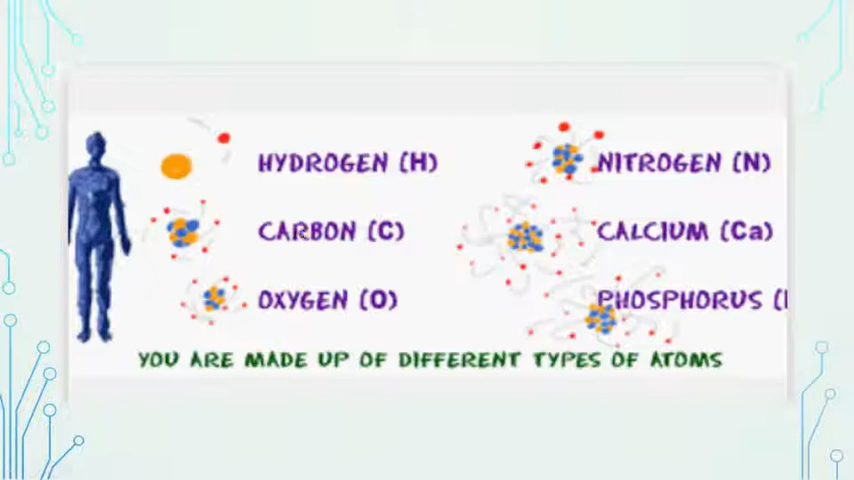 HYDROGEN (H)
CARBON (C)
OXYGEN (O)
NITROGEN (N)
CALCIUM (Ca)
PHOSPHORUS (
YOU ARE MADE UP OF DIFFERENT TYPES OF ATOMS